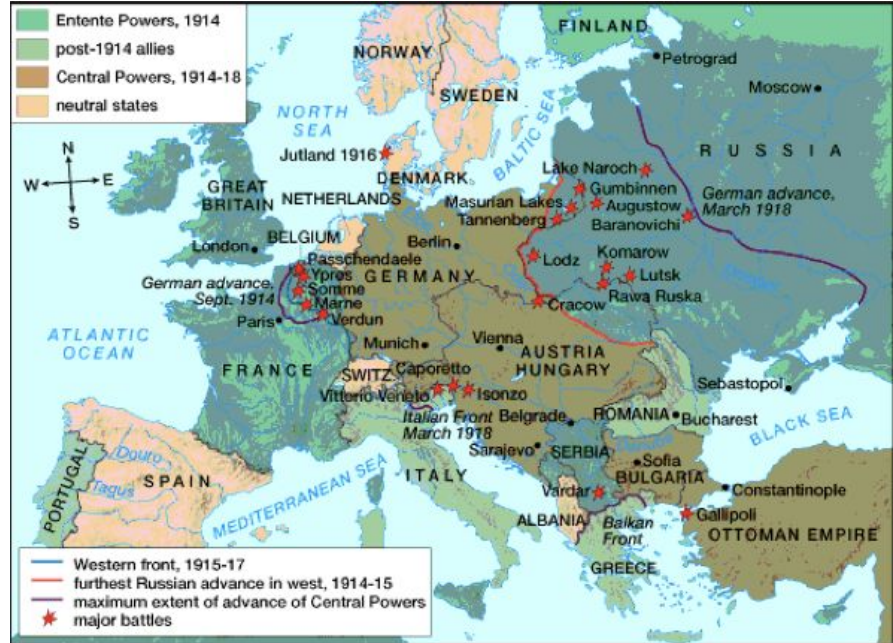 Entente Powers, 1914
post-1914 allies
Central Powers, 1914-18
neutral states
N
W
E
S
NORWAY
SWEDEN
FINLAND
Petrograd
Moscow
NORTH
SEA
BALTIC SEA
RUSSIA
Jutland 1916
DENMARK
Lake Naroch
Gumbinnen
GREAT
BRITAIN
NETHERLANDS
Masurian Lakes
Augustow
German advance,
March 1918
Tannenberg
Baranovichi
London
BELGIUM
Berlin
Passchendaele
Ypres
GERMANY
Lodz
Komarow
Lutsk
German advance,
Sept. 1914
Somme
Marne
Rawa Ruska
Cracow
Paris
Verdun
ATLANTIC
OCEAN
Munich
Vienna
AUSTRIA
HUNGARY
FRANCE
SWITZ.
Caporetto
Sebastopol
Vittorio Veneto
Isonzo
Italian Front
March 1918
Belgrade
ROMANIA
Bucharest
BLACK SEA
Sarajevo
SERBIA
Sofia
BULGARIA
PORTUGAL
SPAIN
Douro
Tagus
MEDITERRANEAN SEA
ITALY
Vardar
Constantinople
ALBANIA
Balkan
Front
Gallipoli
OTTOMAN EMPIRE
GREECE
Western front, 1915-17
furthest Russian advance in west, 1914-15
maximum extent of advance of Central Powers
major battles